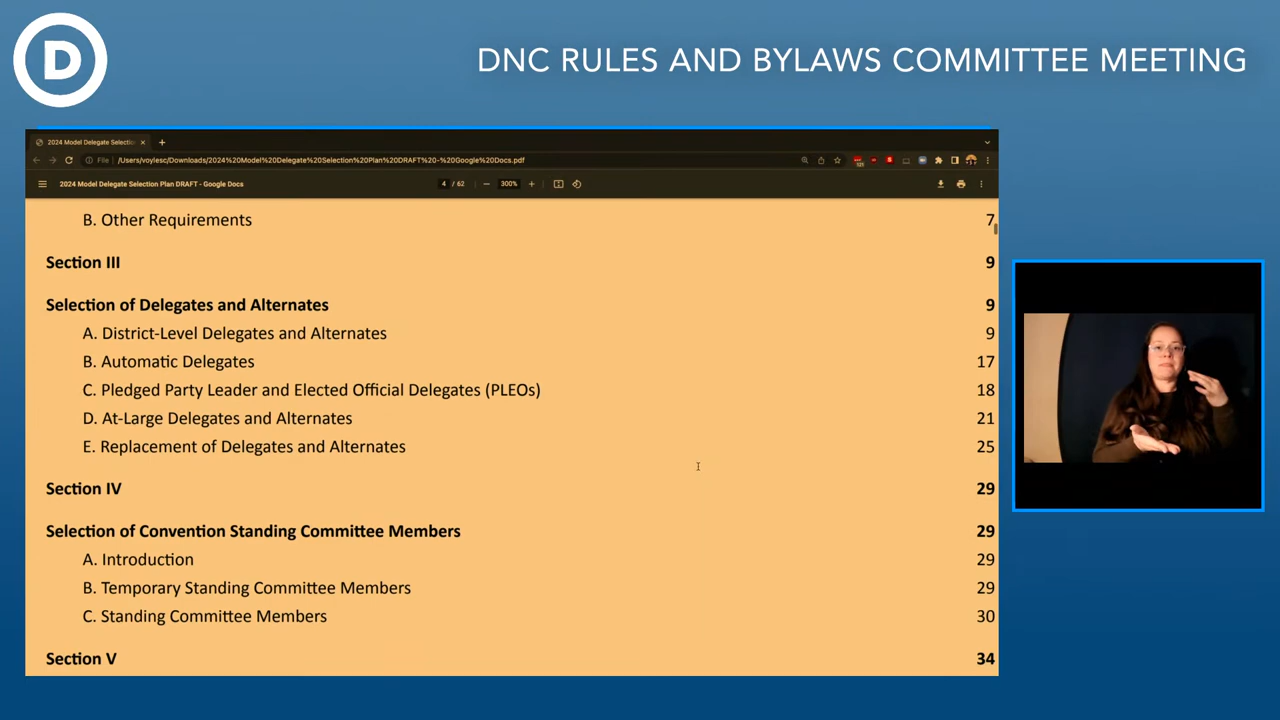 D
DNC RULES AND BYLAWS COMMITTEE MEETING
2024 Model Delegate Selection
File /Users/voylesc/Downloads/2024%20Model%20Delegate%20Selection%20Plan%20DRAFT%20-%20Google%20Docs.pdf
2024 Model Delegate Selection Plan DRAFT - Google Docs 4 / 62 300%
B. Other Requirements 7
Section III 9
Selection of Delegates and Alternates 9
A. District-Level Delegates and Alternates 9
B. Automatic Delegates 17
C. Pledged Party Leader and Elected Official Delegates (PLEOs) 18
D. At-Large Delegates and Alternates 21
E. Replacement of Delegates and Alternates 25
Section IV 29
Selection of Convention Standing Committee Members 29
A. Introduction 29
B. Temporary Standing Committee Members 29
C. Standing Committee Members 30
Section V 34